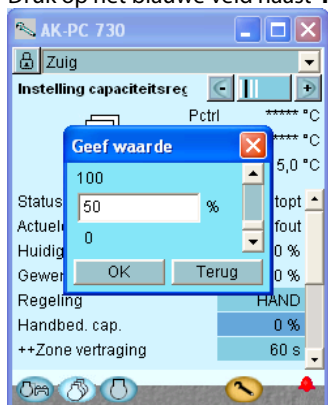 Druk op het blauwe veld naast
AK-PC 730
Zuig
Instelling capaciteitsreg
Pctrl ***** °C
**** °C
5,0 °C
Geef waarde
100
50 %
0
OK Terug
Status topt
Actuele fout
Huidig 0 %
Gewen 0 %
Regeling HAND
Handbed. cap. 0 %
++Zone vertraging 60 s